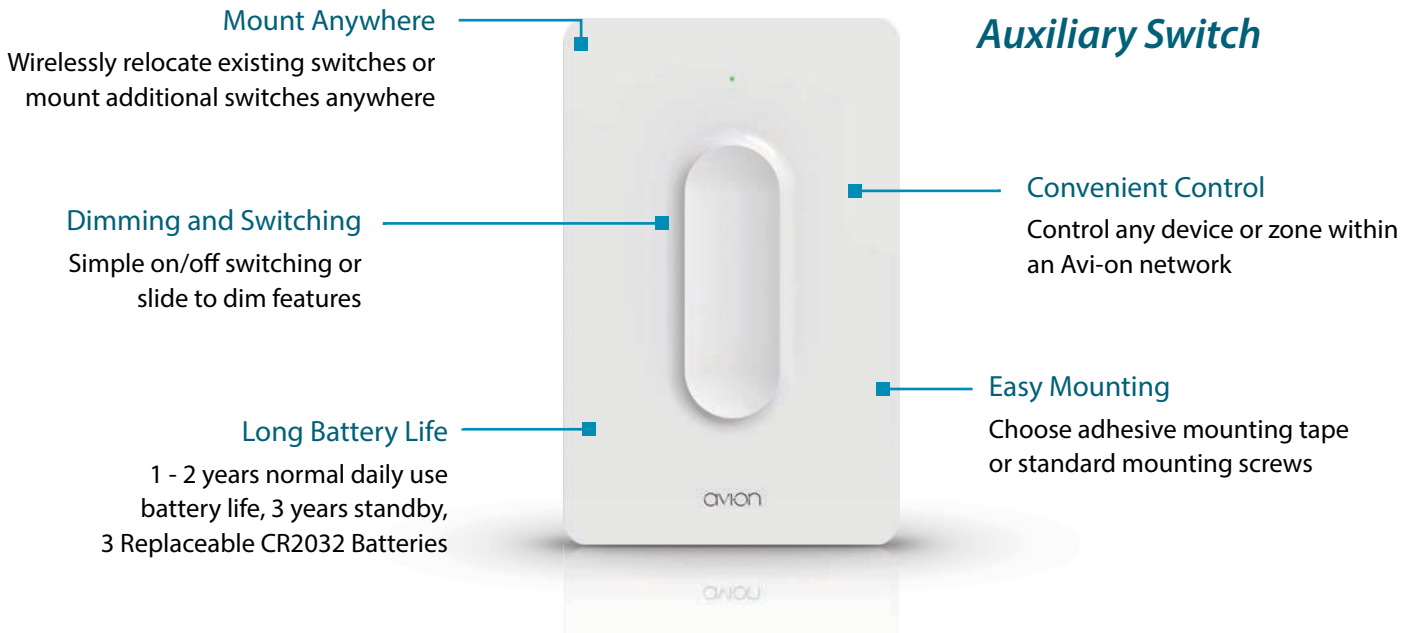 Auxiliary Switch
Mount Anywhere
Wirelessly relocate existing switches or
mount additional switches anywhere
Dimming and Switching
Simple on/off switching or
slide to dim features
Long Battery Life
1 - 2 years normal daily use
battery life, 3 years standby,
3 Replaceable CR2032 Batteries
Convenient Control
Control any device or zone within
an Avi-on network
Easy Mounting
Choose adhesive mounting tape
or standard mounting screws
avi-on